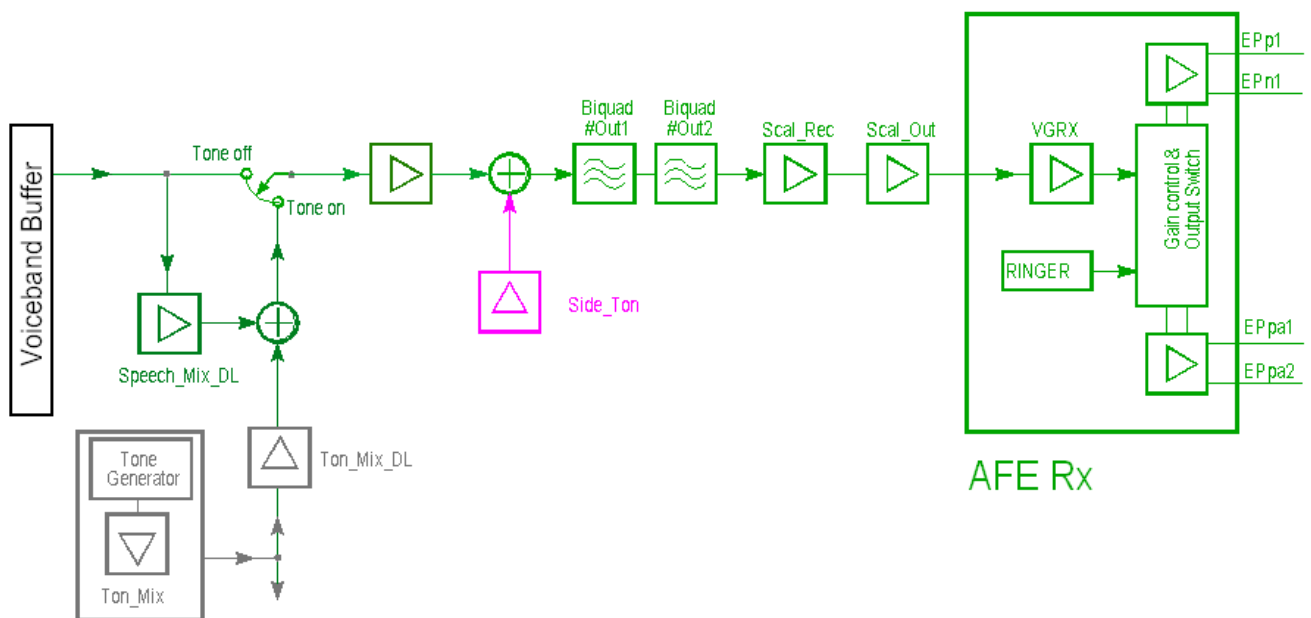 Voiceband Buffer
Tone off
Tone on
Speech_Mix_DL
Tone
Generator
Ton_Mix
Ton_Mix_DL
Side_Ton
Biquad
#Out1
Biquad
#Out2
Scal_Rec
Scal_Out
VGRX
RINGER
Gain control &
Output Switch
EPp1
EPn1
EPpa1
EPpa2
AFE Rx